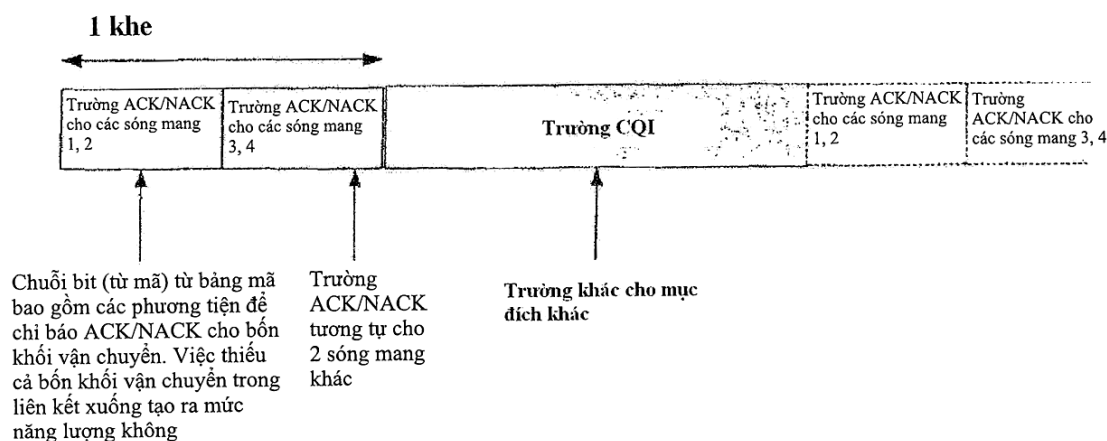 1 khe
Trường ACK/NACK
cho các sóng mang
1, 2
Trường ACK/NACK
cho các sóng mang
3, 4
Trường CQI
Trường ACK/NACK
cho các sóng mang
1, 2
Trường
ACK/NACK cho
các sóng mang 3, 4
Chuỗi bit (từ mã) từ bảng mã
bao gồm các phương tiện để
chỉ báo ACK/NACK cho bốn
khối vận chuyển. Việc thiếu
cả bốn khối vận chuyển trong
liên kết xuống tạo ra mức
năng lượng không
Trường
ACK/NACK
tương tự cho
2 sóng mang
khác
Trường khác cho mục
đích khác